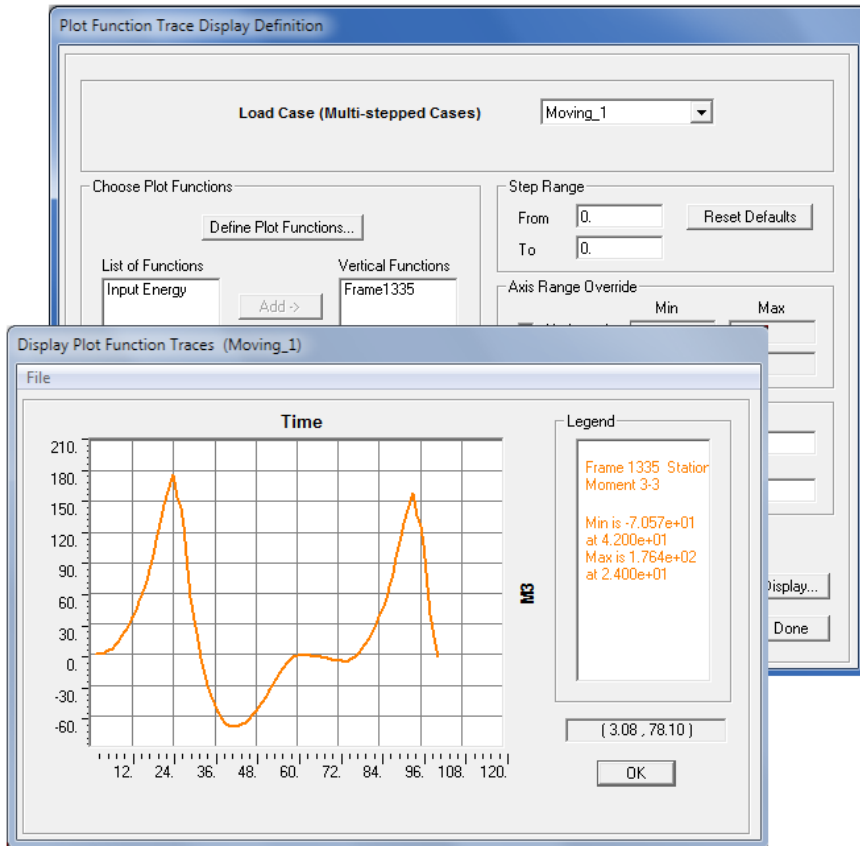 Plot Function Trace Display Definition
Load Case (Multi-stepped Cases)
Moving_1
Choose Plot Functions
Define Plot Functions...
List of Functions
Vertical Functions
Input Energy
Add ->
Frame1335
Step Range
From
0.
Reset Defaults
To
0.
Axis Range Override
Min
Max
Display Plot Function Traces (Moving_1)
File
Time
210.
180.
150.
120.
90.
60.
30.
0.
-30.
-60.
12. 24. 36. 48. 60. 72. 84. 96. 108. 120.
M3
Legend
Frame 1335 Station
Moment 3-3
Min is -7.057e+01
at 4.200e+01
Max is 1.764e+02
at 2.400e+01
( 3.08 , 78.10 )
OK
Display...
Done